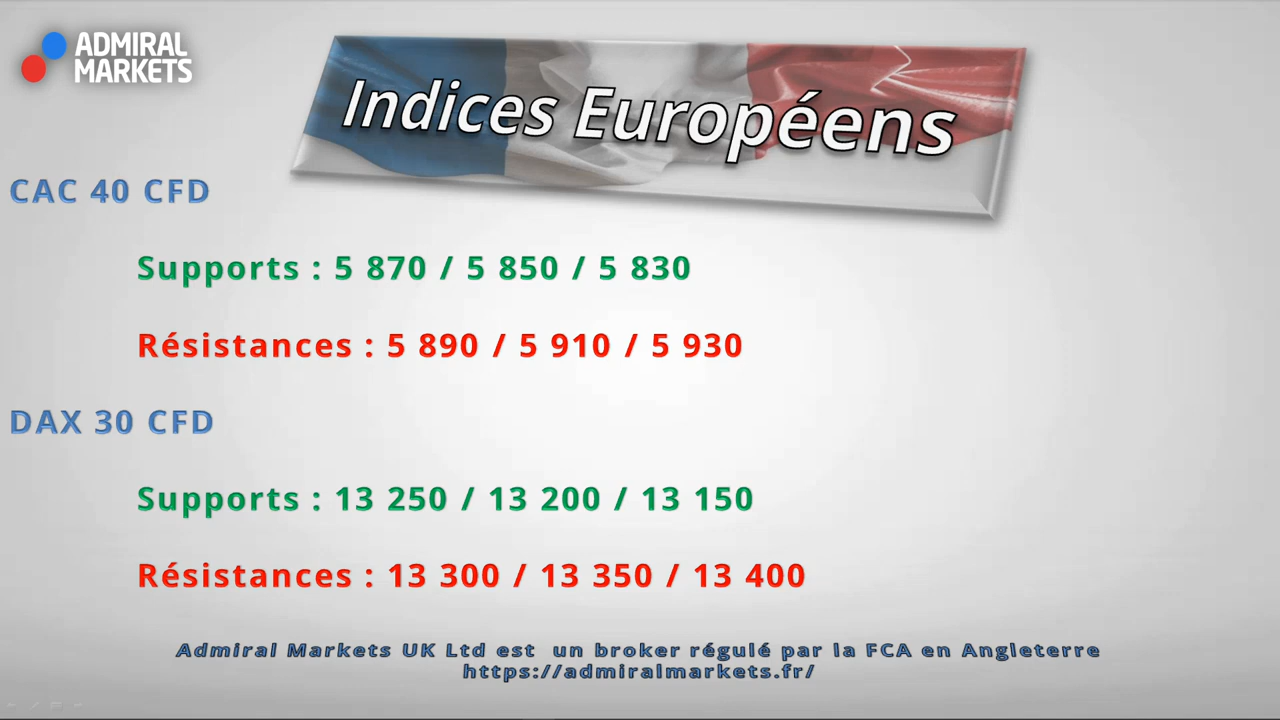 ADMIRAL
MARKETS
Indices Européens
CAC 40 CFD
Supports : 5 870 / 5 850 / 5 830
Résistances : 5 890 / 5 910 / 5 930
DAX 30 CFD
Supports : 13 250 / 13 200 / 13 150
Résistances : 13 300 / 13 350 / 13 400
Admiral Markets UK Ltd est  un broker régulé par la FCA en Angleterre
https://admiralmarkets.fr/